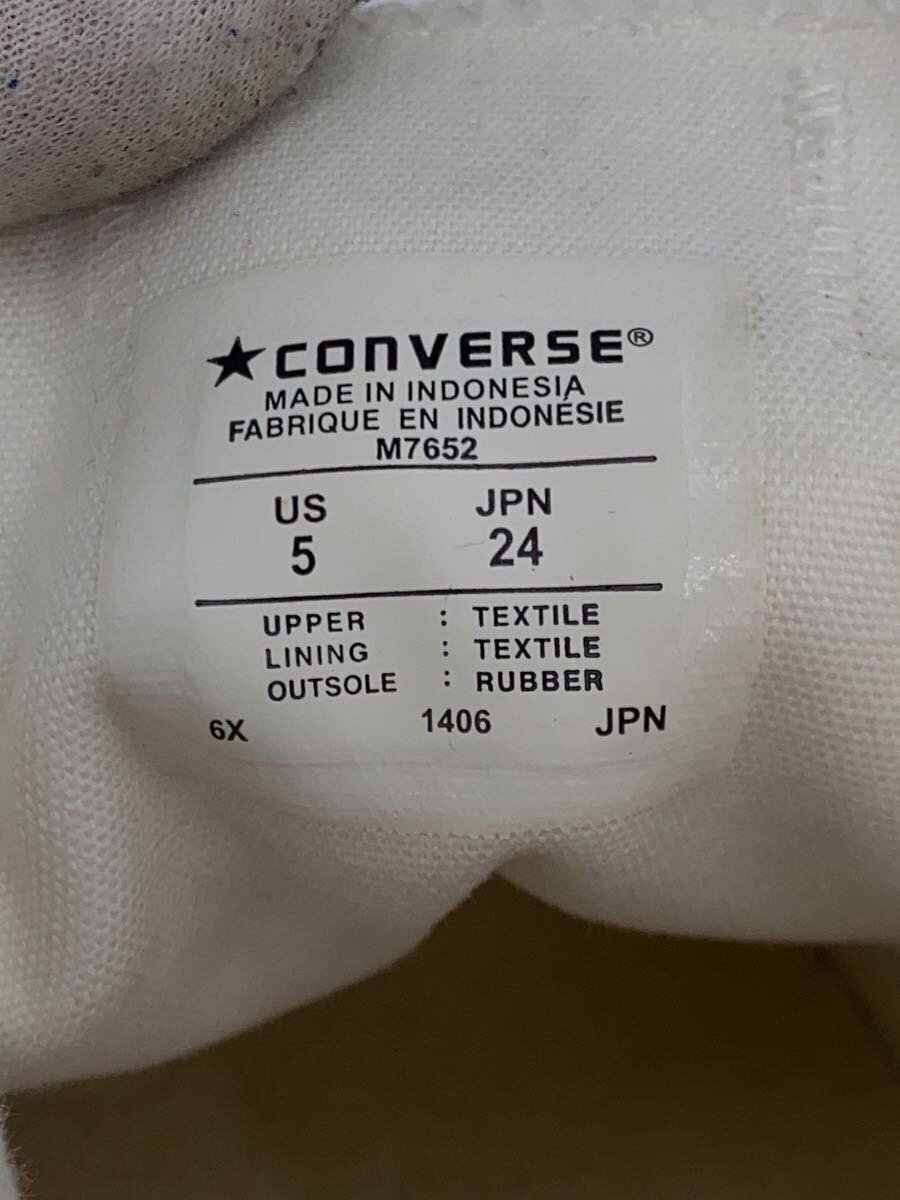 ★CONVERSE®
MADE IN INDONESIA
FABRIQUE EN INDONÉSIE
M7652
US JPN
5 24
UPPER : TEXTILE
LINING : TEXTILE
OUTSOLE : RUBBER
6X 1406 JPN